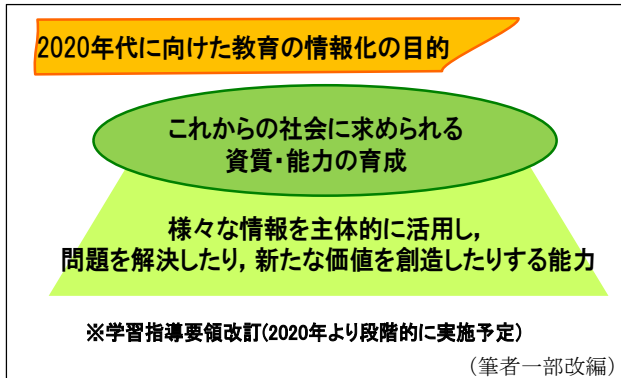 2020年代に向けた教育の情報化の目的
これからの社会に求められる
資質・能力の育成
様々な情報を主体的に活用し，
問題を解決したり，新たな価値を創造したりする能力
※学習指導要領改訂(2020年より段階的に実施予定)
（筆者一部改編）